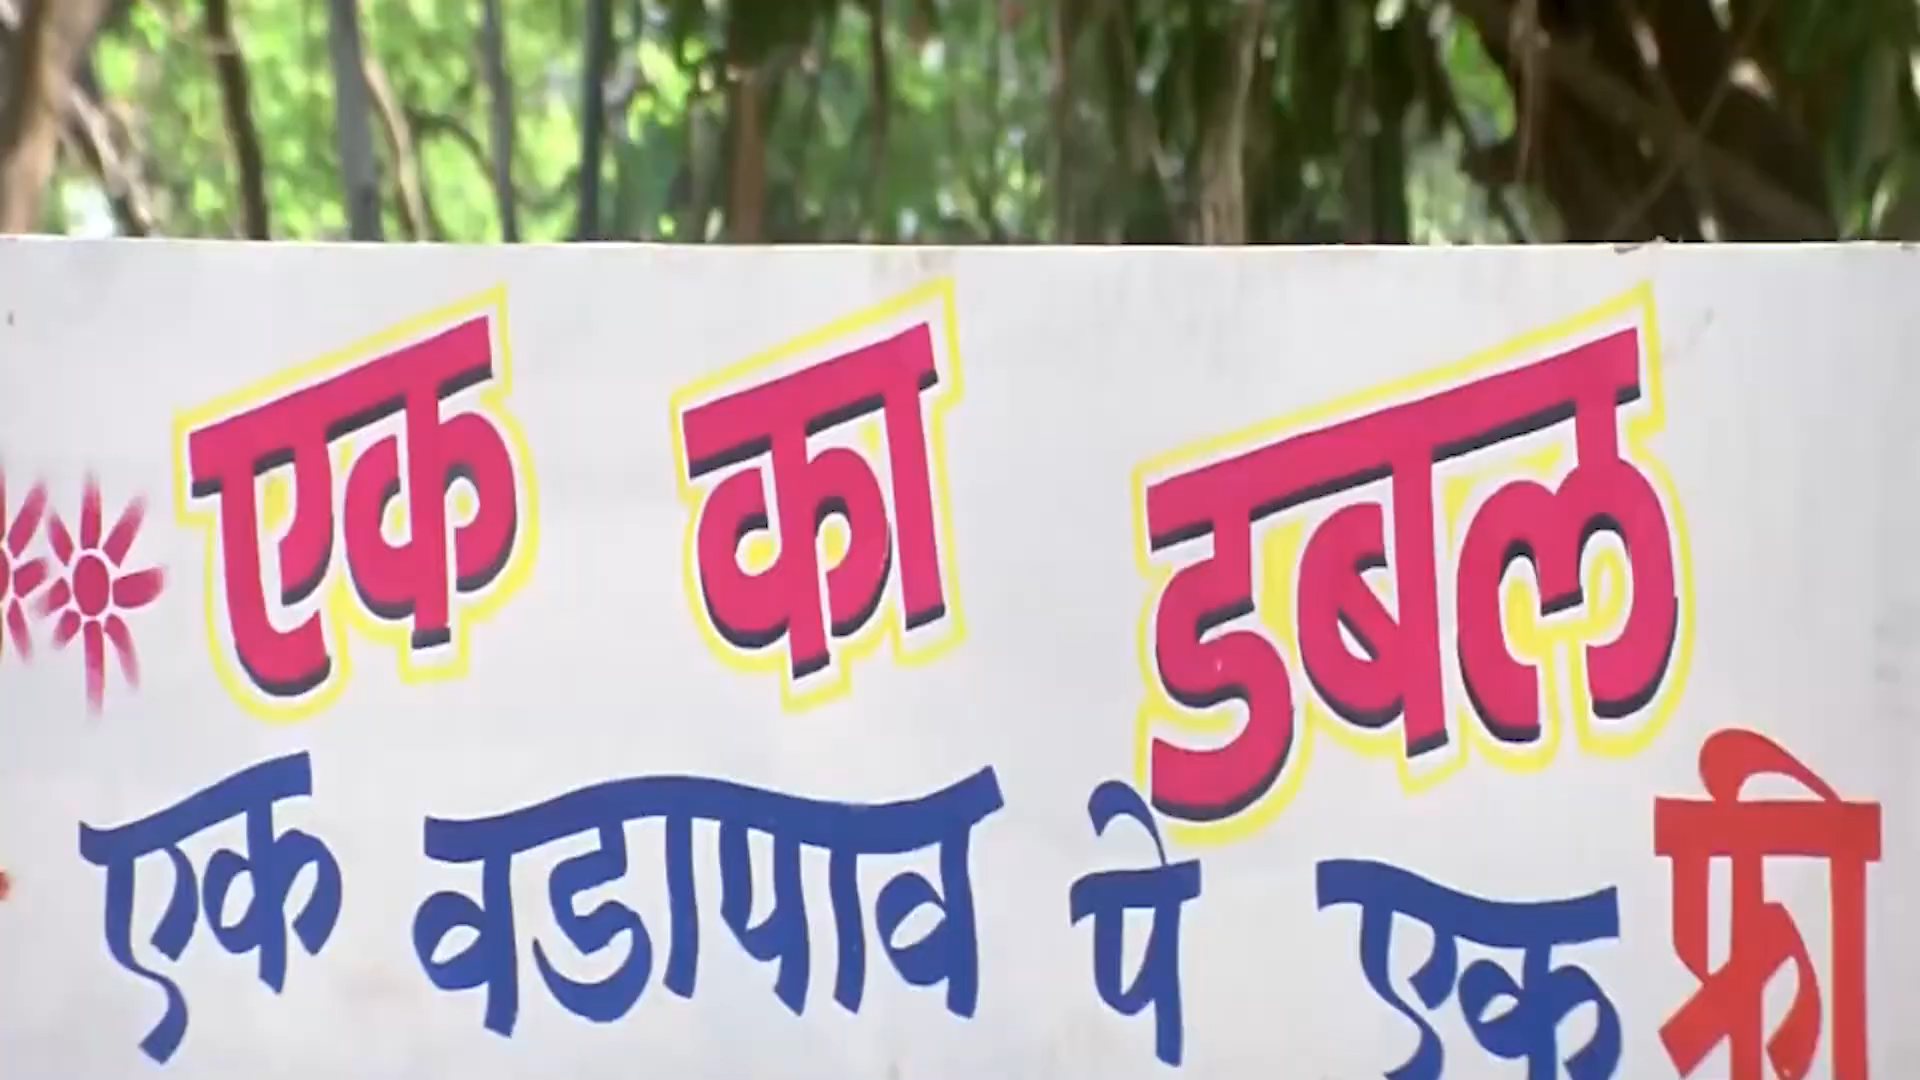 एक का डबल
एक वडापाव पे एक फ्री